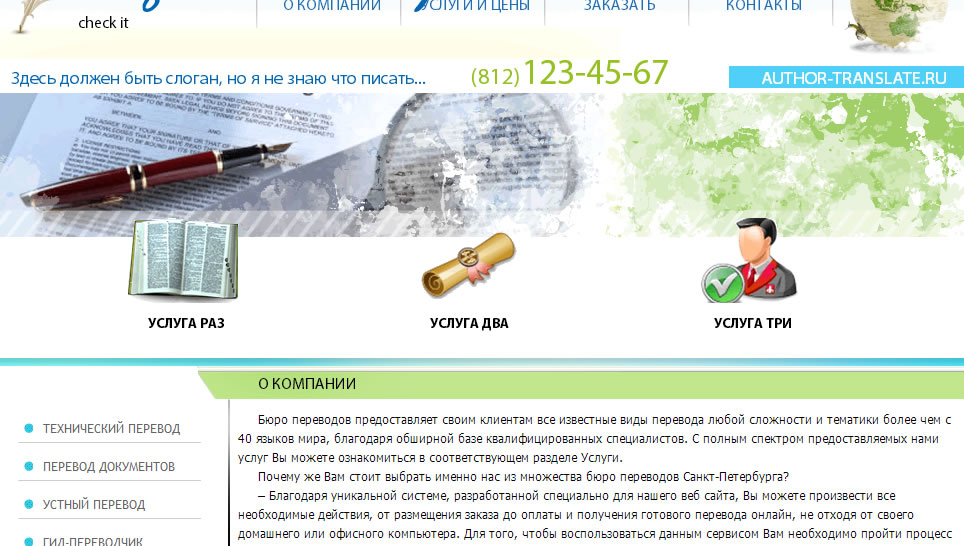 О КОМПАНИИ
УСЛУГИ И ЦЕНЫ
ЗАКАЗАТЬ
КОНТАКТЫ
check it
Здесь должен быть слоган, но я не знаю что писать...
(812) 123-45-67
AUTHOR-TRANSLATE.RU
УСЛУГА РАЗ
УСЛУГА ДВА
УСЛУГА ТРИ
О КОМПАНИИ
ТЕХНИЧЕСКИЙ ПЕРЕВОД
ПЕРЕВОД ДОКУМЕНТОВ
УСТНЫЙ ПЕРЕВОД
ГИД-ПЕРЕВОДЧИК
Бюро переводов предоставляет своим клиентам все известные виды перевода любой сложности и тематики более чем с
40 языков мира, благодаря обширной базе квалифицированных специалистов. С полным спектром предоставляемых нами
услуг Вы можете ознакомиться в соответствующем разделе Услуги.
Почему же Вам стоит выбрать именно нас из множества бюро переводов Санкт-Петербурга?
– Благодаря уникальной системе, разработанной специально для нашего веб сайта, Вы можете произвести все
необходимые действия, от размещения заказа до оплаты и получения готового перевода онлайн, не отходя от своего
домашнего или офисного компьютера. Для того, чтобы воспользоваться данным сервисом Вам необходимо пройти процесс